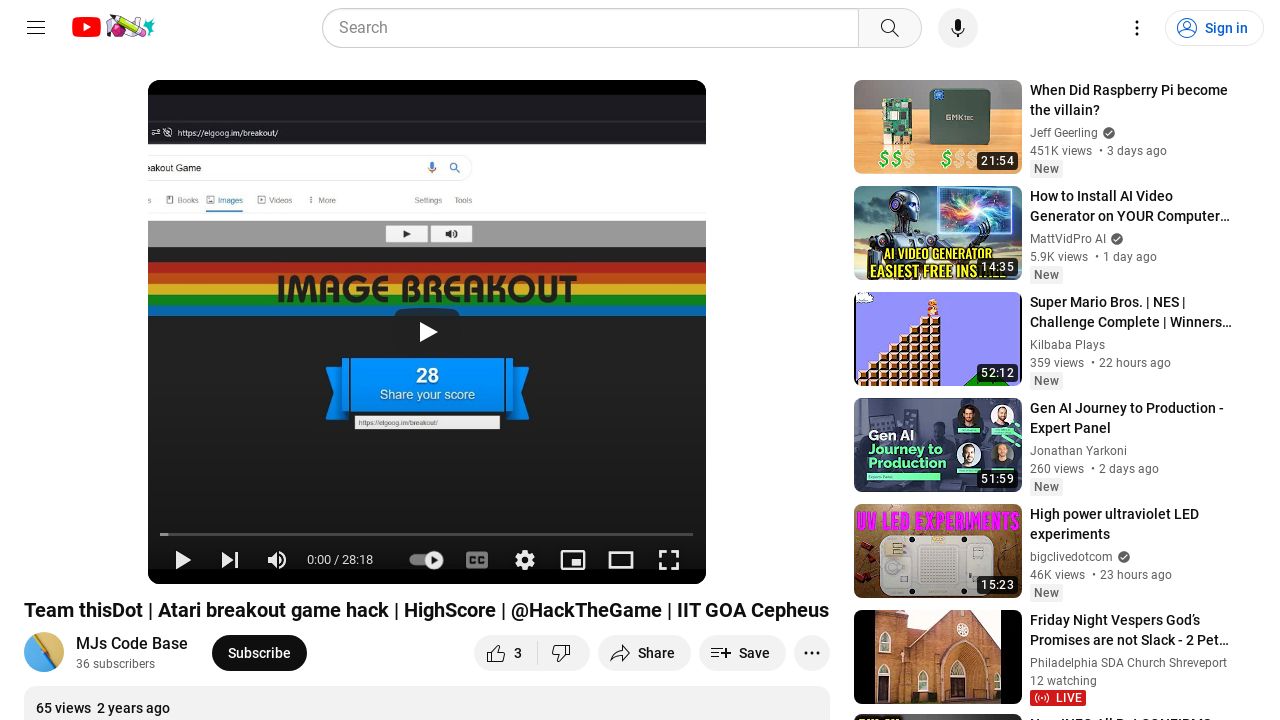 Search
Sign in
https://elgoog.im/breakout/
eakout Game
s Books Images Videos More Settings Tools
IMAGE BREAKOUT
28
Share your score
https://elgoog.im/breakout/
0:00 / 28:18
CC
Team thisDot | Atari breakout game hack | HighScore | @HackTheGame | IIT GOA Cepheus
MJs Code Base
36 subscribers
Subscribe
3
Share
Save
65 views 2 years ago
GMKtec
$$$ $$$
21:54
When Did Raspberry Pi become
the villain?
Jeff Geerling
451K views • 3 days ago
New
AI VIDEO GENERATOR
EASIEST FREE INS
14:35
How to Install AI Video
Generator on YOUR Computer…
MattVidPro AI
5.9K views • 1 day ago
New
52:12
Super Mario Bros. | NES |
Challenge Complete | Winners…
Kilbaba Plays
359 views • 22 hours ago
New
Gen AI
Journey to
Production
51:59
Gen AI Journey to Production -
Expert Panel
Jonathan Yarkoni
260 views • 2 days ago
New
UV LED EXPERIMENTS
15:23
High power ultraviolet LED
experiments
bigclivedotcom
46K views • 23 hours ago
New
Friday Night Vespers God’s
Promises are not Slack - 2 Pet…
Philadelphia SDA Church Shreveport
12 watching
LIVE